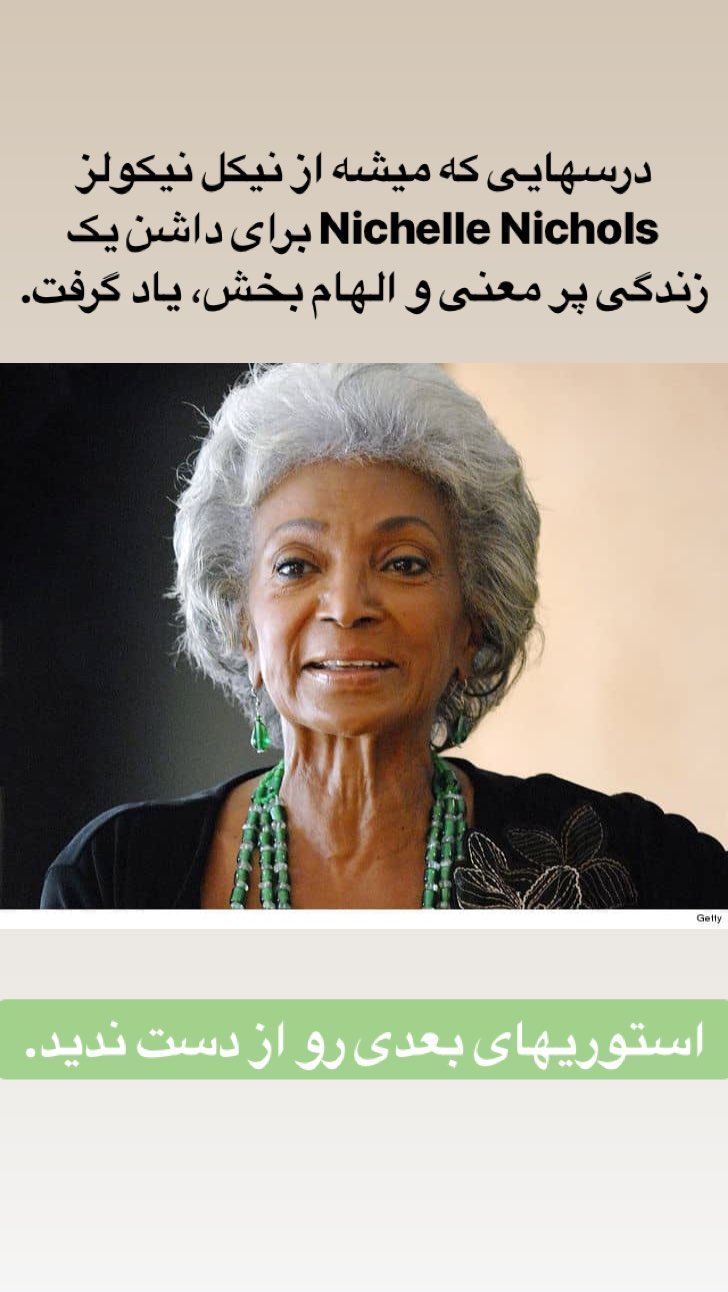 درسهایی که میشه از نیکل نیکولز
Nichelle Nichols برای داشن یک
زندگی پر معنی و الهام بخش، یاد گرفت.
Getty
استوریهای بعدی رو از دست ندید.